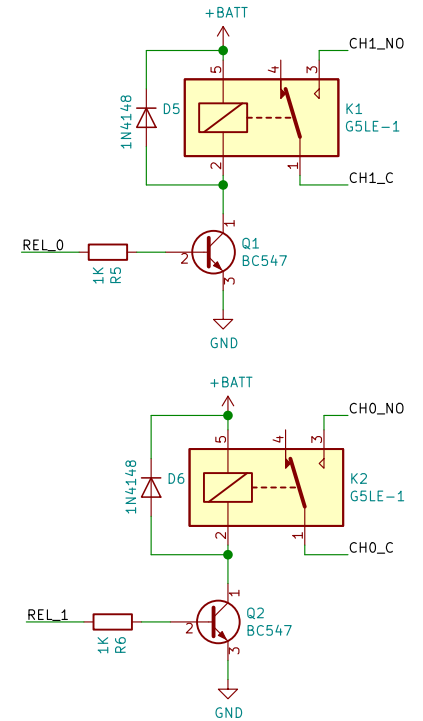 +BATT
CH1_NO
5
4
3
1N4148
D5
K1
G5LE-1
2
1
CH1_C
1
REL_0
Q1
2
BC547
1K
R5
3
GND
+BATT
CH0_NO
5
4
3
1N4148
D6
K2
G5LE-1
2
1
CH0_C
1
REL_1
Q2
2
BC547
1K
R6
3
GND